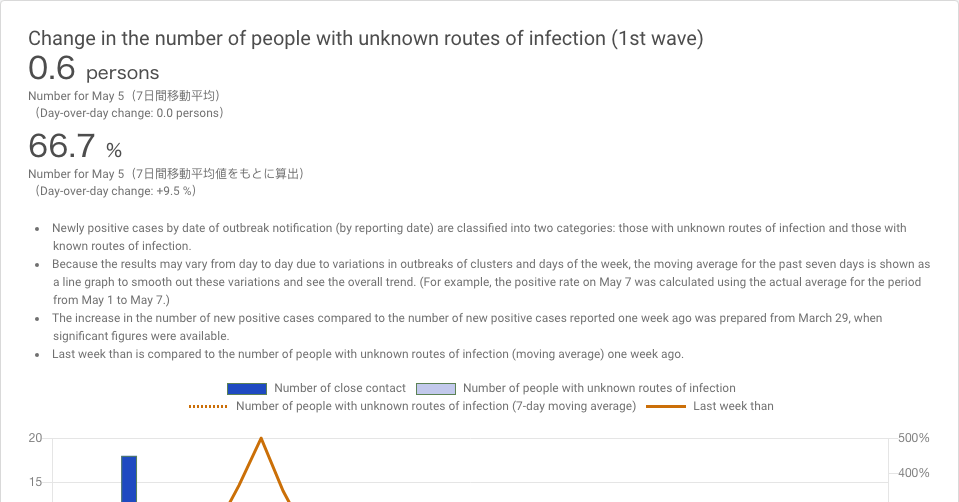 Change in the number of people with unknown routes of infection (1st wave)
0.6 persons
Number for May 5（7日間移動平均）
（Day-over-day change: 0.0 persons）
66.7 %
Number for May 5（7日間移動平均値をもとに算出）
（Day-over-day change: +9.5 %）
• Newly positive cases by date of outbreak notification (by reporting date) are classified into two categories: those with unknown routes of infection and those with
known routes of infection.
• Because the results may vary from day to day due to variations in outbreaks of clusters and days of the week, the moving average for the past seven days is shown as
a line graph to smooth out these variations and see the overall trend. (For example, the positive rate on May 7 was calculated using the actual average for the period
from May 1 to May 7.)
• The increase in the number of new positive cases compared to the number of new positive cases reported one week ago was prepared from March 29, when
significant figures were available.
• Last week than is compared to the number of people with unknown routes of infection (moving average) one week ago.
Number of close contact Number of people with unknown routes of infection
Number of people with unknown routes of infection (7-day moving average) Last week than
20 500%
400%
15